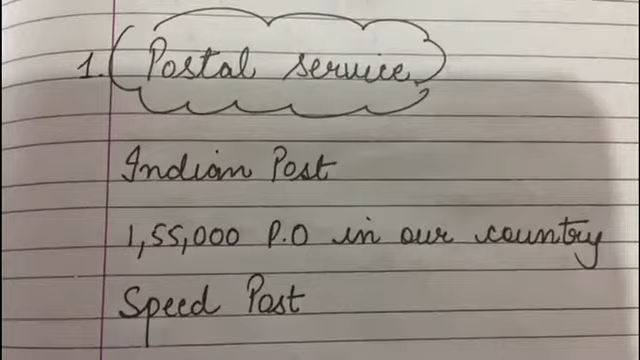 1. Postal service
Indian Post
1,55,000 P.O in our country
Speed Post